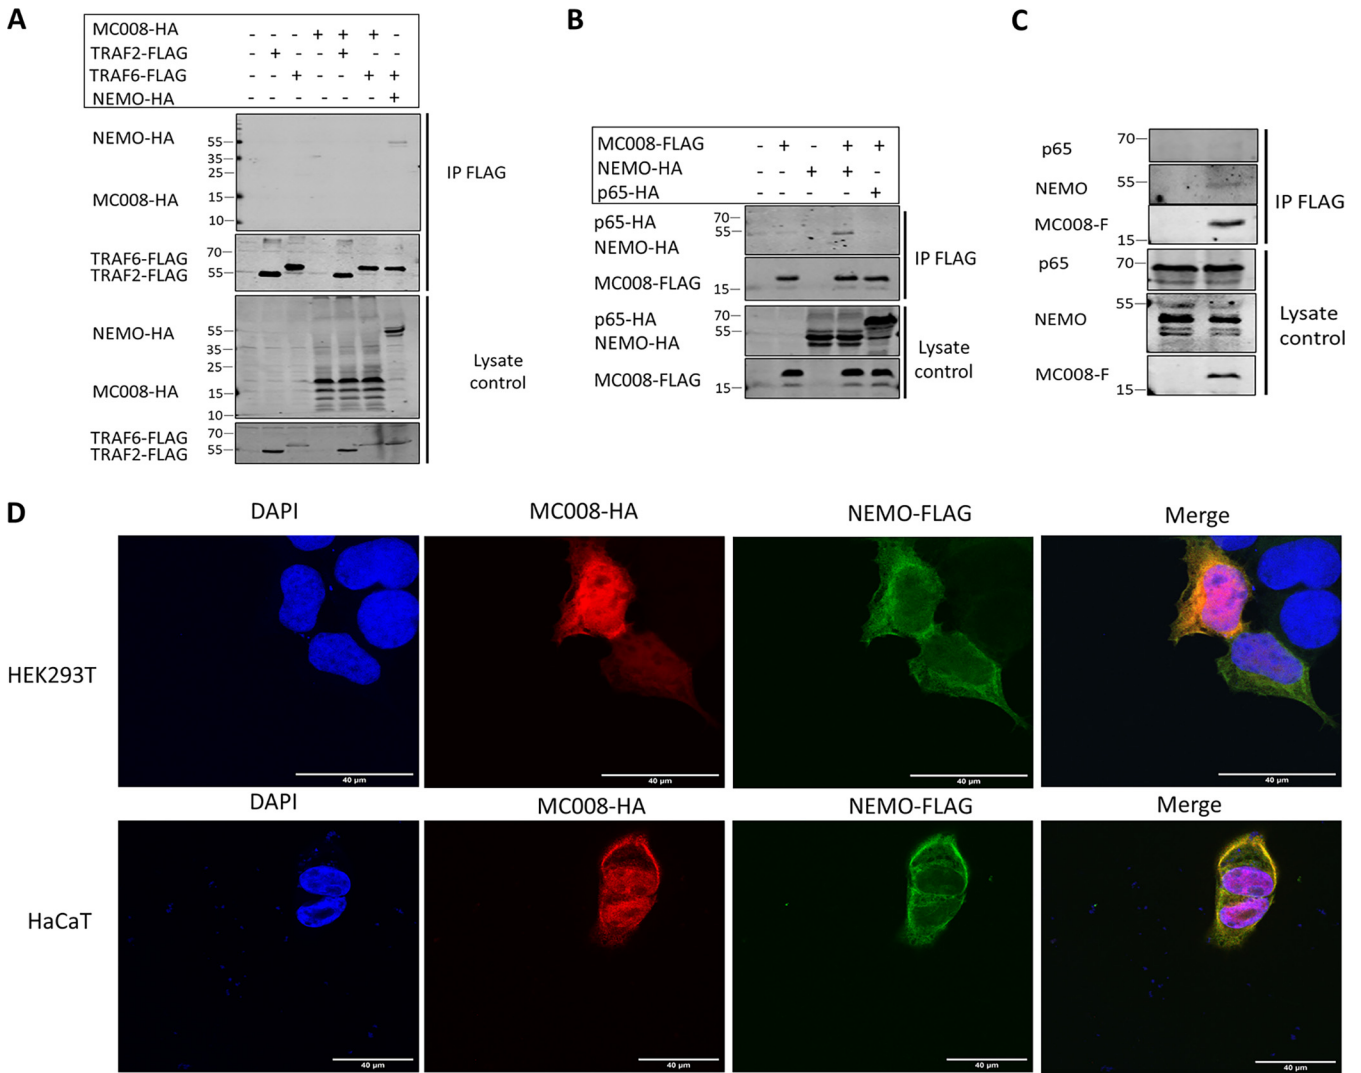 A
MC008-HA - - - + + + -
TRAF2-FLAG - + - - + - -
TRAF6-FLAG - - + - - + +
NEMO-HA - - - - - - +
NEMO-HA
MC008-HA
55
35
25
15
10
IP FLAG
TRAF6-FLAG
TRAF2-FLAG
70
55
NEMO-HA
MC008-HA
55
35
25
15
10
Lysate
control
TRAF6-FLAG
TRAF2-FLAG
70
55
B
MC008-FLAG - + - + +
NEMO-HA - - + + -
p65-HA - - - - +
p65-HA
NEMO-HA
70
55
IP FLAG
MC008-FLAG
15
p65-HA
NEMO-HA
70
55
Lysate
control
MC008-FLAG
15
C
p65
70
NEMO
55
IP FLAG
MC008-F
15
p65
70
NEMO
55
Lysate
control
MC008-F
15
D
DAPI MC008-HA NEMO-FLAG Merge
HEK293T
40 µm 40 µm 40 µm 40 µm
DAPI MC008-HA NEMO-FLAG Merge
HaCaT
40 µm 40 µm 40 µm 40 µm